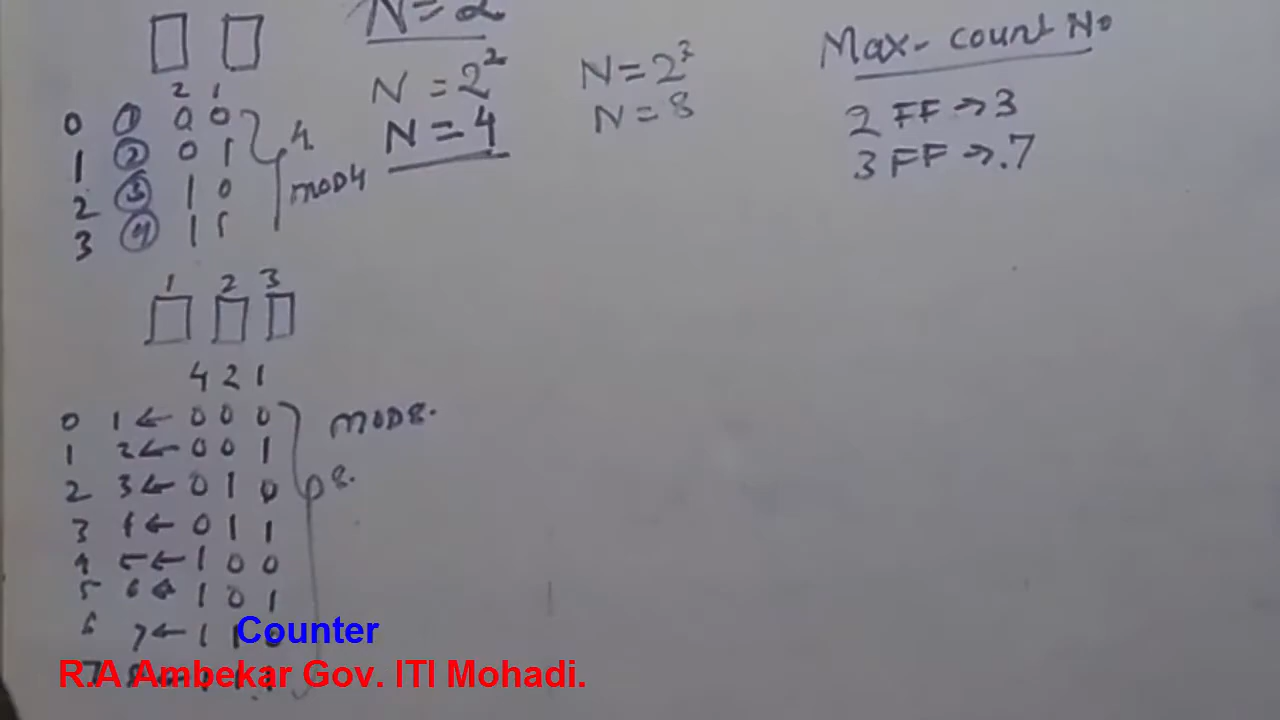 N = 2
N = 2²
N = 4
N = 2³
N = 8
Max- count No
2 FF → 3
3 FF → 7
2 1
0 ① 0 0
1 ② 0 1
2 ③ 1 0
3 ④ 1 1
4
MOD4
1 2 3
4 2 1
0 1 ← 0 0 0
1 2 ← 0 0 1
2 3 ← 0 1 0
3 4 ← 0 1 1
4 5 ← 1 0 0
5 6 ← 1 0 1
6 7 ← 1 1 0
7 8
MOD8.
8.
Counter
R.A Ambekar Gov. ITI Mohadi.